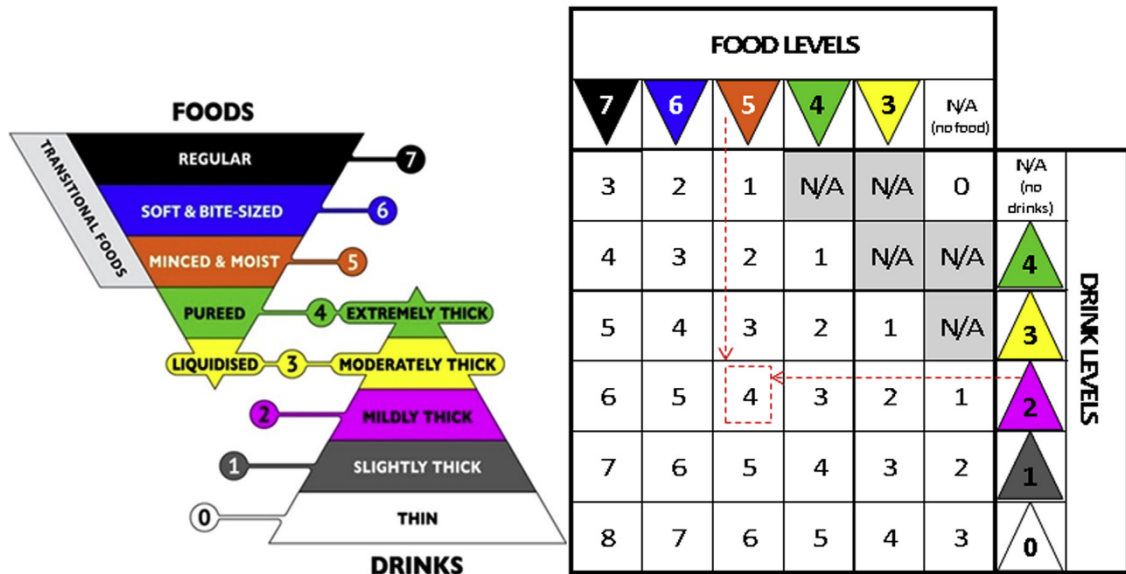 FOODS
TRANSITIONAL FOODS
REGULAR 7
SOFT & BITE-SIZED 6
MINCED & MOIST 5
PUREED 4 EXTREMELY THICK
LIQUIDISED 3 MODERATELY THICK
2 MILDLY THICK
1 SLIGHTLY THICK
0 THIN
DRINKS
FOOD LEVELS
7 6 5 4 3 N/A
(no food)
3 2 1 N/A N/A 0 N/A
(no
drinks)
4 3 2 1 N/A N/A 4
5 4 3 2 1 N/A 3
6 5 4 3 2 1 2
7 6 5 4 3 2 1
8 7 6 5 4 3 0
DRINK LEVELS